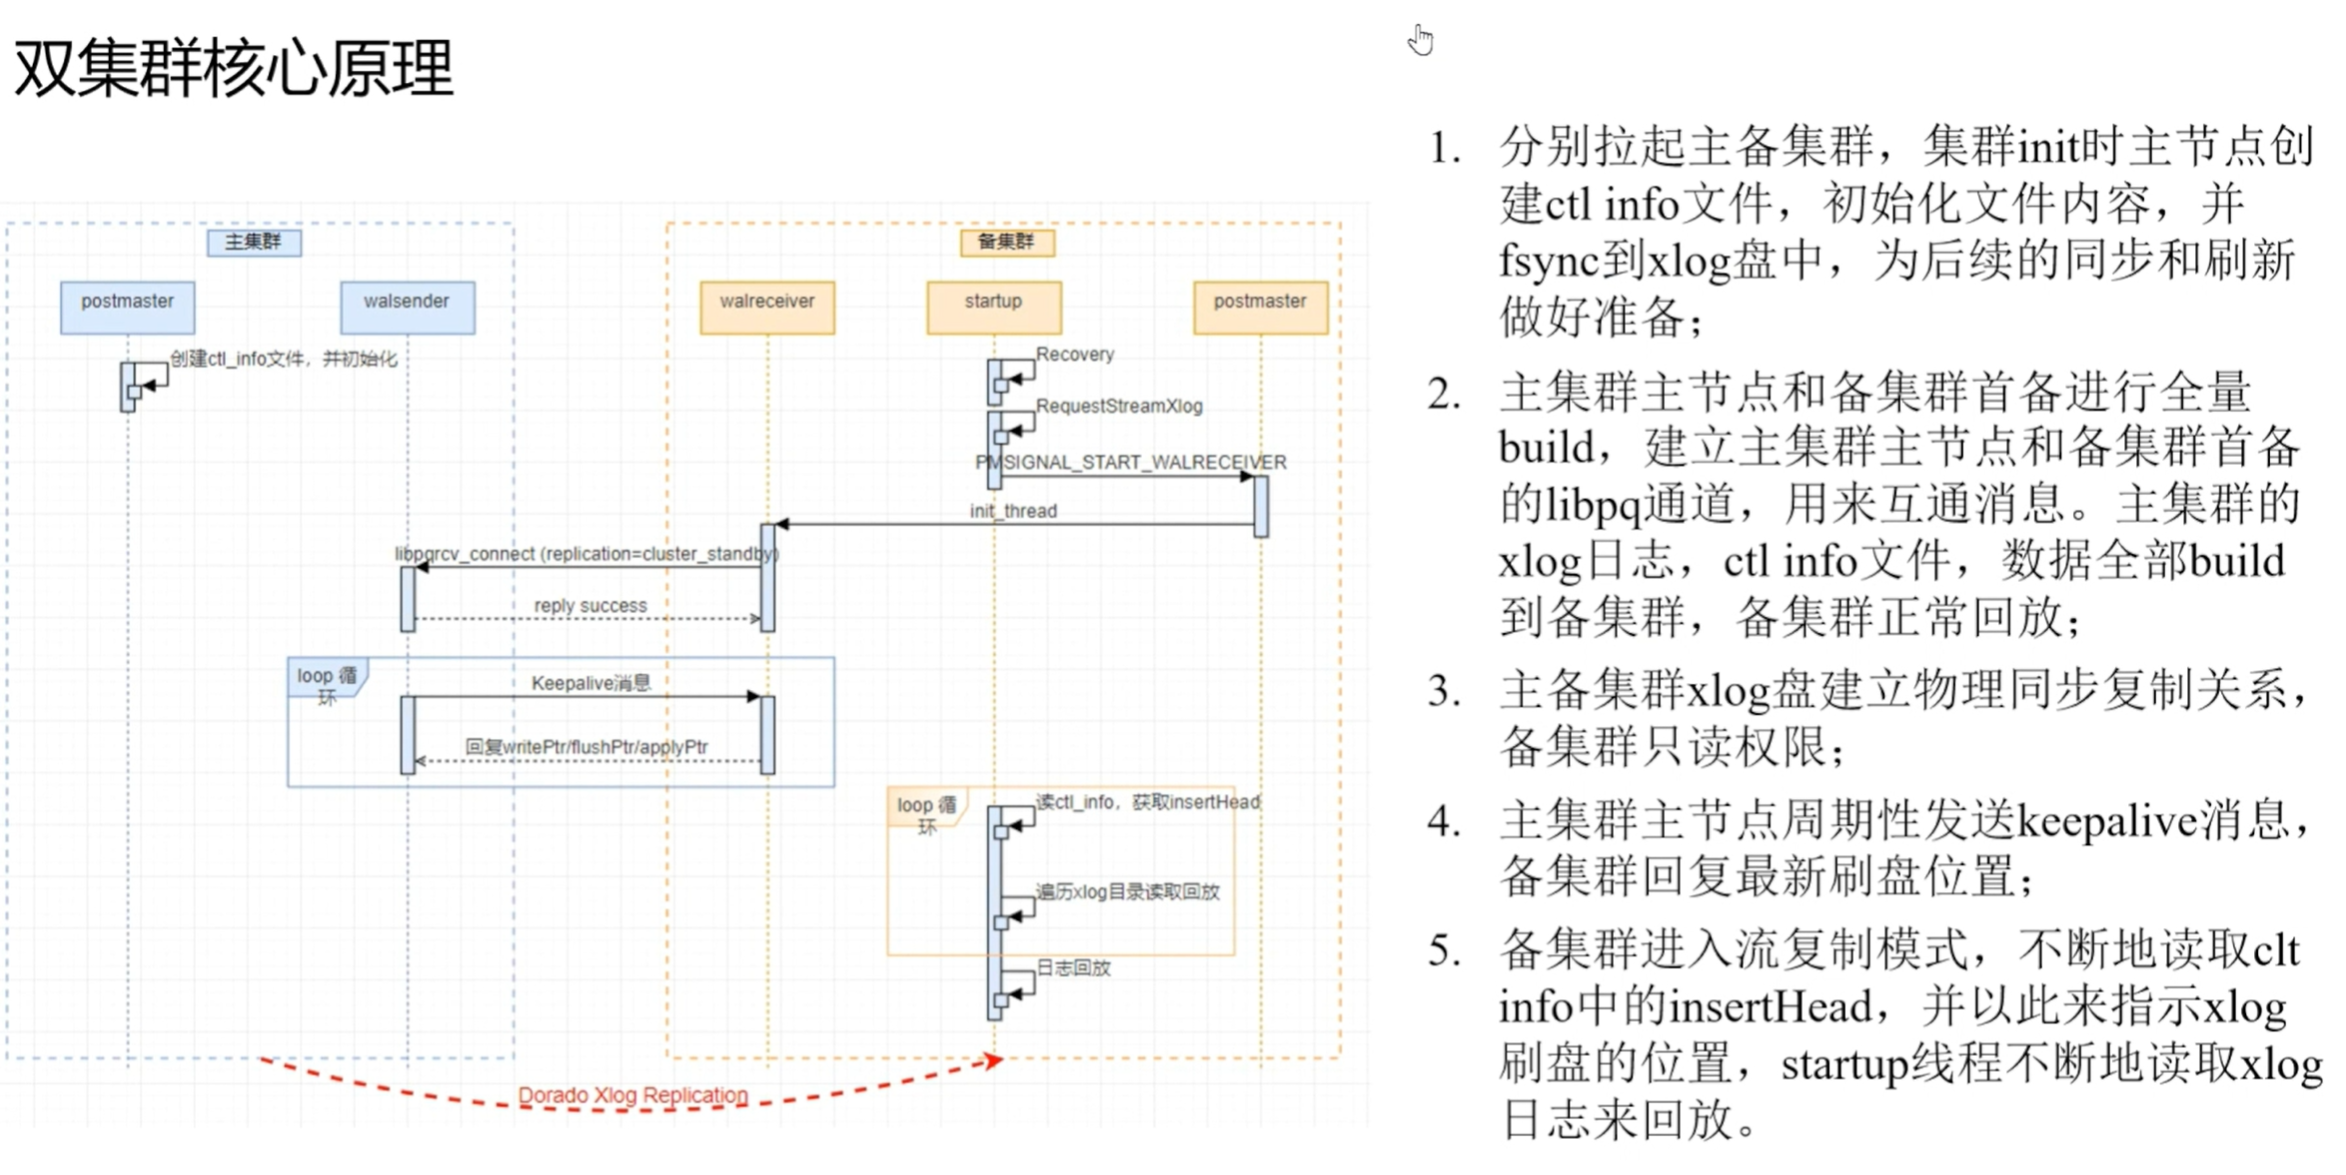 双集群核心原理
主集群
备集群
postmaster
walsender
walreceiver
startup
postmaster
创建ctl_info文件，并初始化
Recovery
RequestStreamXlog
PMSIGNAL_START_WALRECEIVER
init_thread
libpqrcv_connect (replication=cluster_standby)
reply success
loop 循
环
Keepalive消息
回复writePtr/flushPtr/applyPtr
loop 循
环
读ctl_info，获取insertHead
遍历xlog目录读取回放
日志回放
Dorado Xlog Replication
1. 分别拉起主备集群，集群init时主节点创
建ctl info文件，初始化文件内容，并
fsync到xlog盘中，为后续的同步和刷新
做好准备；
2. 主集群主节点和备集群首备进行全量
build，建立主集群主节点和备集群首备
的libpq通道，用来互通消息。主集群的
xlog日志，ctl info文件，数据全部build
到备集群，备集群正常回放；
3. 主备集群xlog盘建立物理同步复制关系，
备集群只读权限；
4. 主集群主节点周期性发送keepalive消息，
备集群回复最新刷盘位置；
5. 备集群进入流复制模式，不断地读取clt
info中的insertHead，并以此来指示xlog
刷盘的位置，startup线程不断地读取xlog
日志来回放。